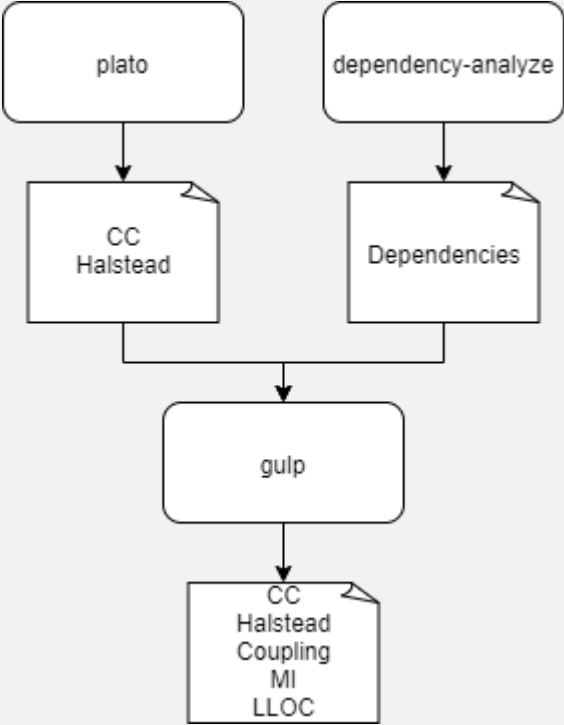 plato
dependency-analyze
CC
Halstead
Dependencies
gulp
CC
Halstead
Coupling
MI
LLOC